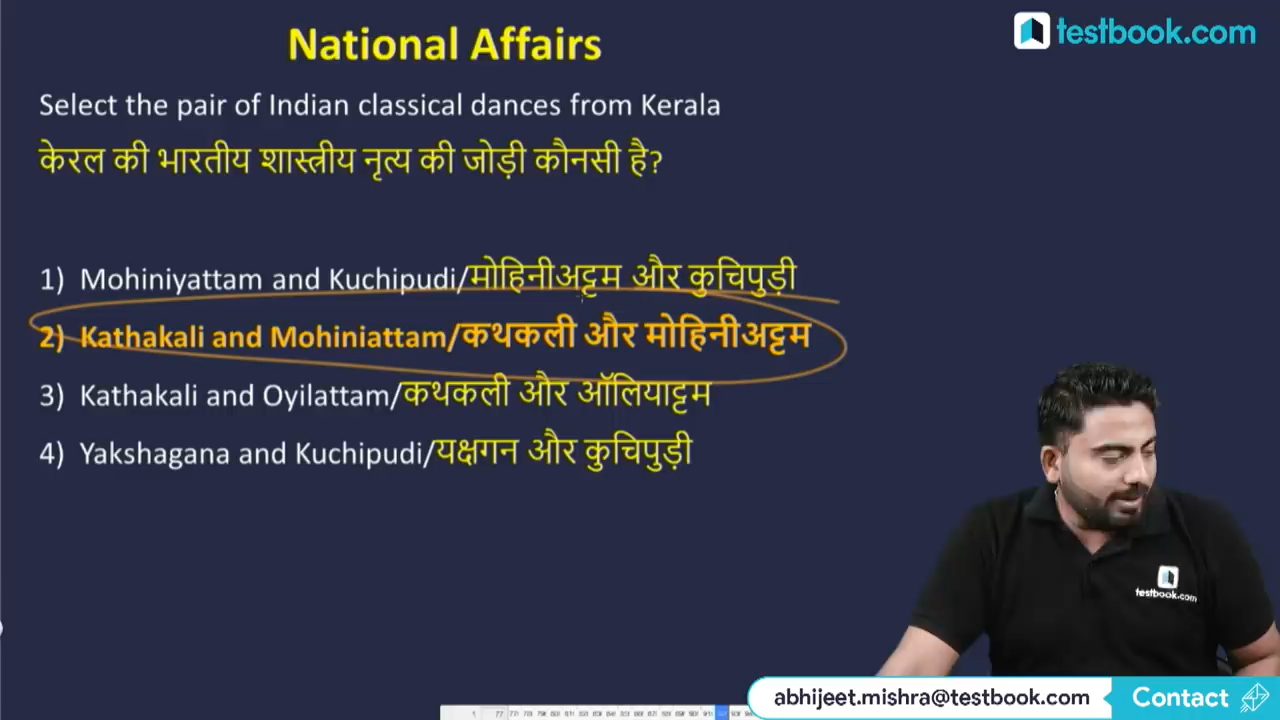 National Affairs
testbook.com
Select the pair of Indian classical dances from Kerala
केरल की भारतीय शास्त्रीय नृत्य की जोड़ी कौनसी है?
1) Mohiniyattam and Kuchipudi/मोहिनीअट्टम और कुचिपुड़ी
2) Kathakali and Mohiniattam/कथकली और मोहिनीअट्टम
3) Kathakali and Oyilattam/कथकली और ऑलियाट्टम
4) Yakshagana and Kuchipudi/यक्षगन और कुचिपुड़ी
testbook.com
abhijeet.mishra@testbook.com Contact